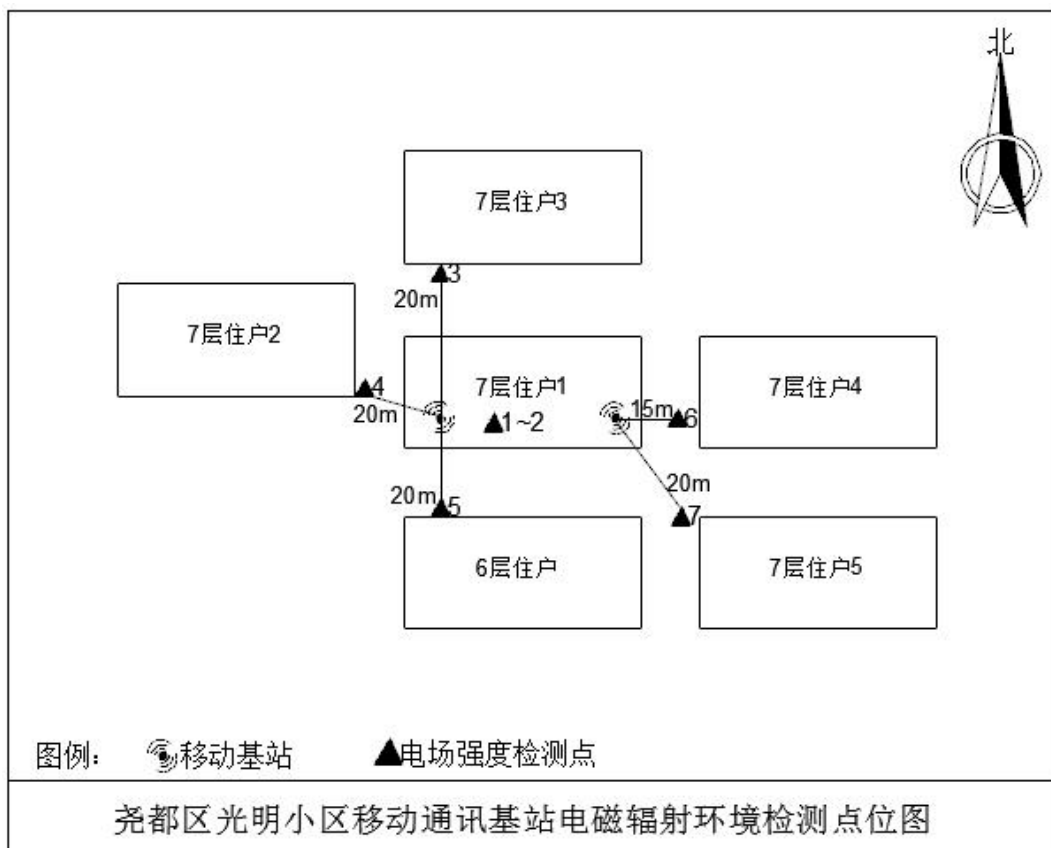 北
7层住户3
3
20m
7层住户2
4
20m
7层住户1
1~2
15m
6
7层住户4
20m
5
20m
7
6层住户
7层住户5
图例：
移动基站
电场强度检测点
尧都区光明小区移动通讯基站电磁辐射环境检测点位图